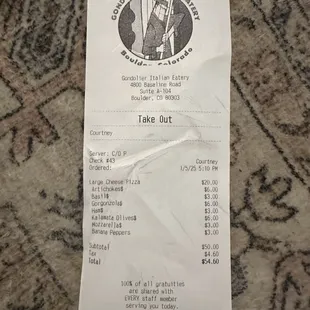 GONDO EATERY
Boulder, Colorado
Gondolier Italian Eatery
4800 Baseline Road
Suite A-104
Boulder, CO 80303
Take Out
Courtney
Server: C/O P
Check #43 Courtney
Ordered: 1/5/25 5:10 PM
Large Cheese Pizza $20.00
Artichokes $6.00
Basil $3.00
Gorgonzola $6.00
Ham $3.00
Kalamata Olives $6.00
Mozzarella $3.00
Banana Peppers $3.00
Subtotal $50.00
Tax $4.60
Total $54.60
100% of all gratuities
are shared with
EVERY staff member
serving you today.